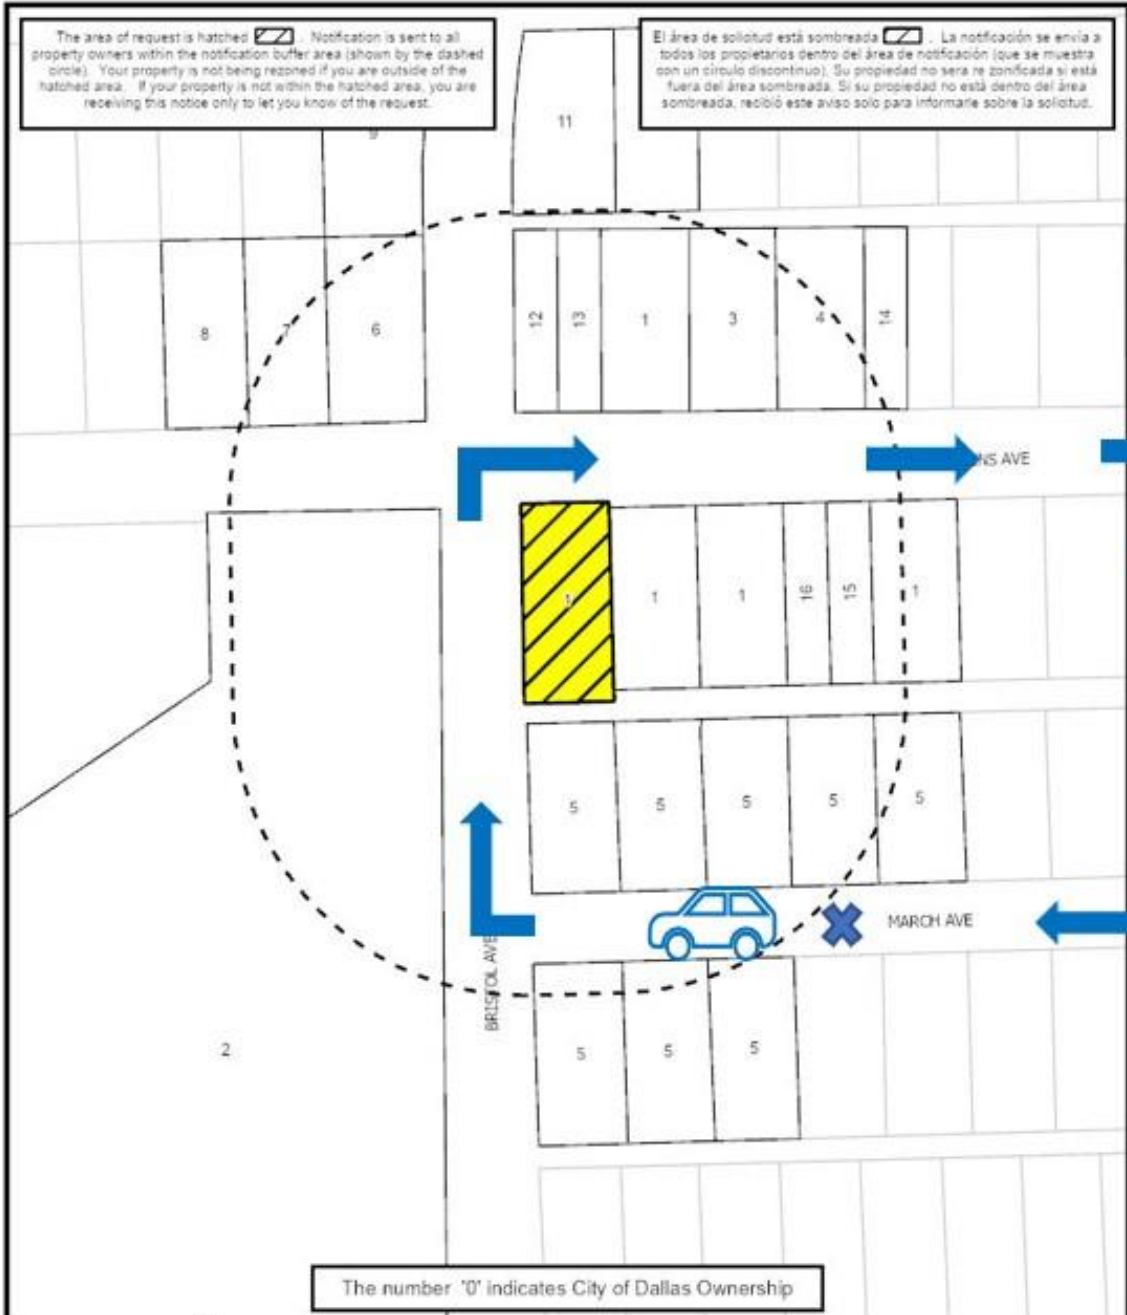 The area of request is hatched . Notification is sent to all
property owners within the notification buffer area (shown by the dashed
circle). Your property is not being rezoned if you are outside of the
hatched area. If your property is not within the hatched area, you are
receiving this notice only to let you know of the request.
El área de solicitud está sombreada . La notificación se envía a
todos los propietarios dentro del área de notificación (que se muestra
con un círculo discontinuo). Su propiedad no sera re zonificada si está
fuera del área sombreada. Si su propiedad no está dentro del área
sombreada, recibió este aviso solo para informarle sobre la solicitud.
9
11
8
7
6
12
13
1
3
4
14
NS AVE
1
1
1
16
15
1
5
5
5
5
5
MARCH AVE
BRISTOL AVE
2
5
5
5
The number "0" indicates City of Dallas Ownership